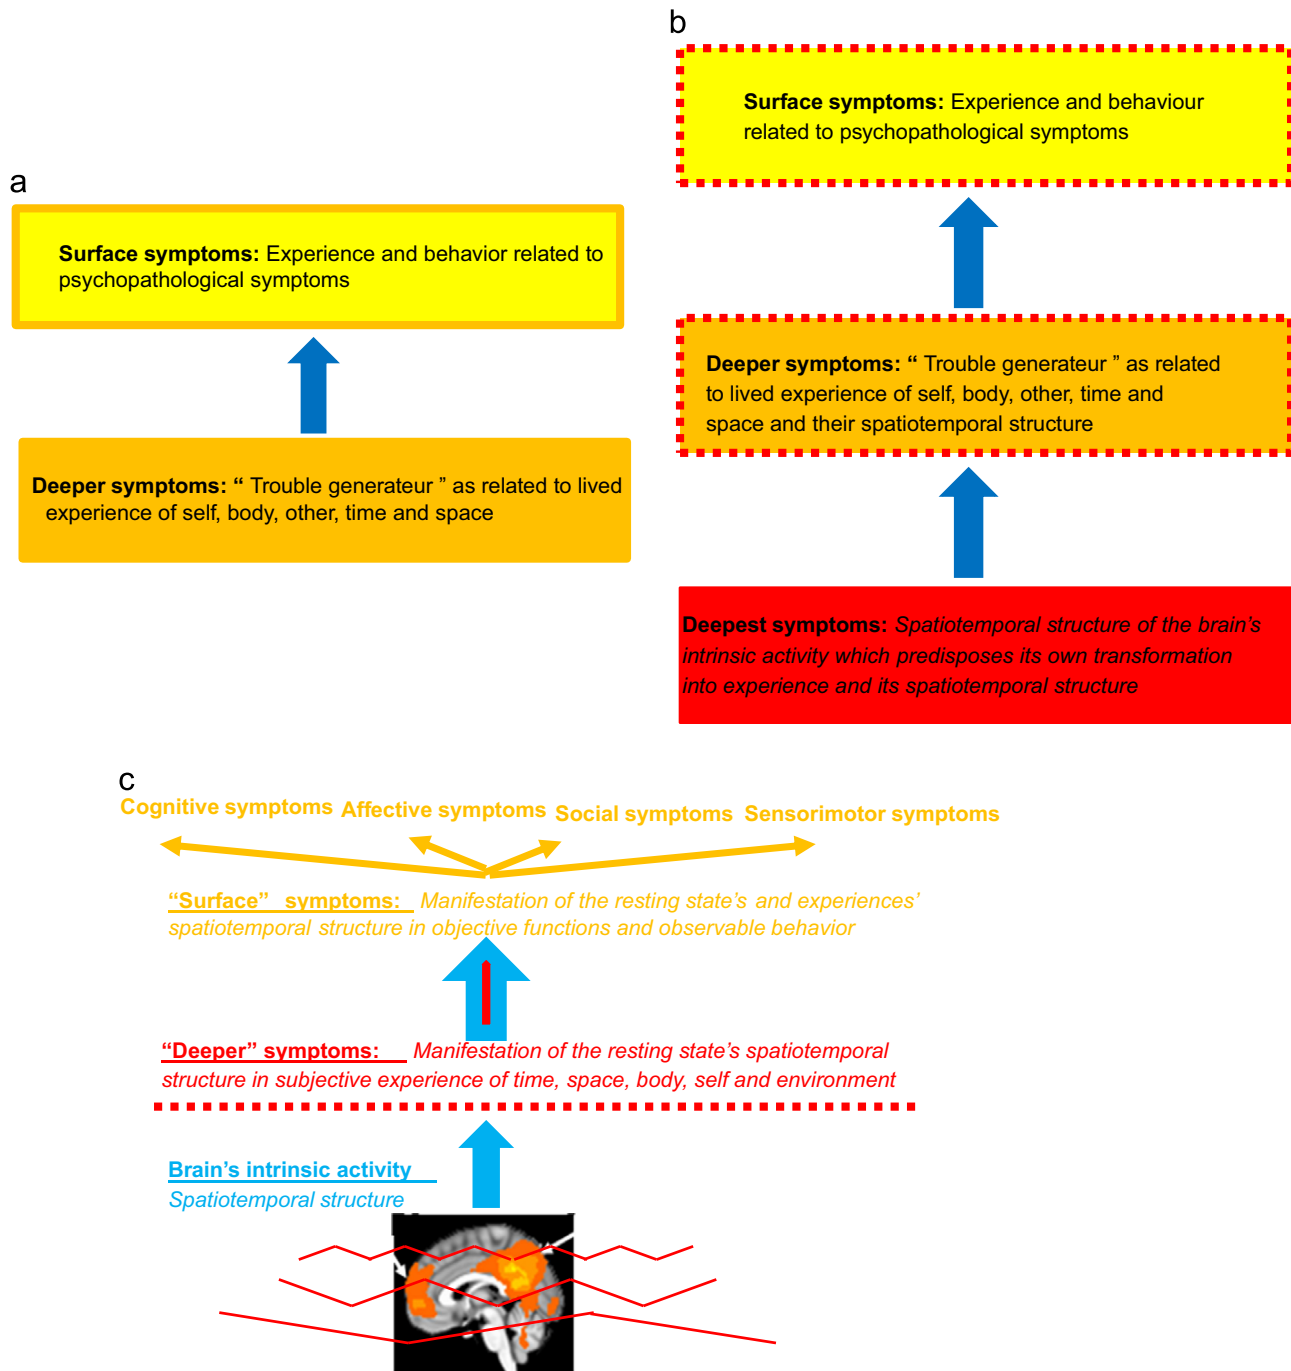 a
Surface symptoms: Experience and behavior related to
psychopathological symptoms
Deeper symptoms: “ Trouble generateur ” as related to lived
experience of self, body, other, time and space
b
Surface symptoms: Experience and behaviour
related to psychopathological symptoms
Deeper symptoms: “ Trouble generateur ” as related
to lived experience of self, body, other, time and
space and their spatiotemporal structure
Deepest symptoms: Spatiotemporal structure of the brain’s
intrinsic activity which predisposes its own transformation
into experience and its spatiotemporal structure
c
Cognitive symptoms Affective symptoms Social symptoms Sensorimotor symptoms
“Surface” symptoms: Manifestation of the resting state’s and experiences’
spatiotemporal structure in objective functions and observable behavior
“Deeper” symptoms: Manifestation of the resting state’s spatiotemporal
structure in subjective experience of time, space, body, self and environment
Brain’s intrinsic activity
Spatiotemporal structure